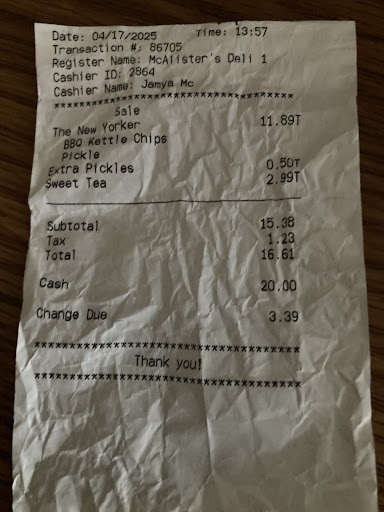 Date: 04/17/2025 Time: 13:57
Transaction #: 86705
Register Name: McAlister's Deli 1
Cashier ID: 2864
Cashier Name: Jamya Mc
****************************************
Sale
The New Yorker 11.89T
BBQ Kettle Chips
Pickle
Extra Pickles 0.50T
Sweet Tea 2.99T
Subtotal 15.38
Tax 1.23
Total 16.61
Cash 20.00
Change Due 3.39
****************************************
Thank you!
****************************************